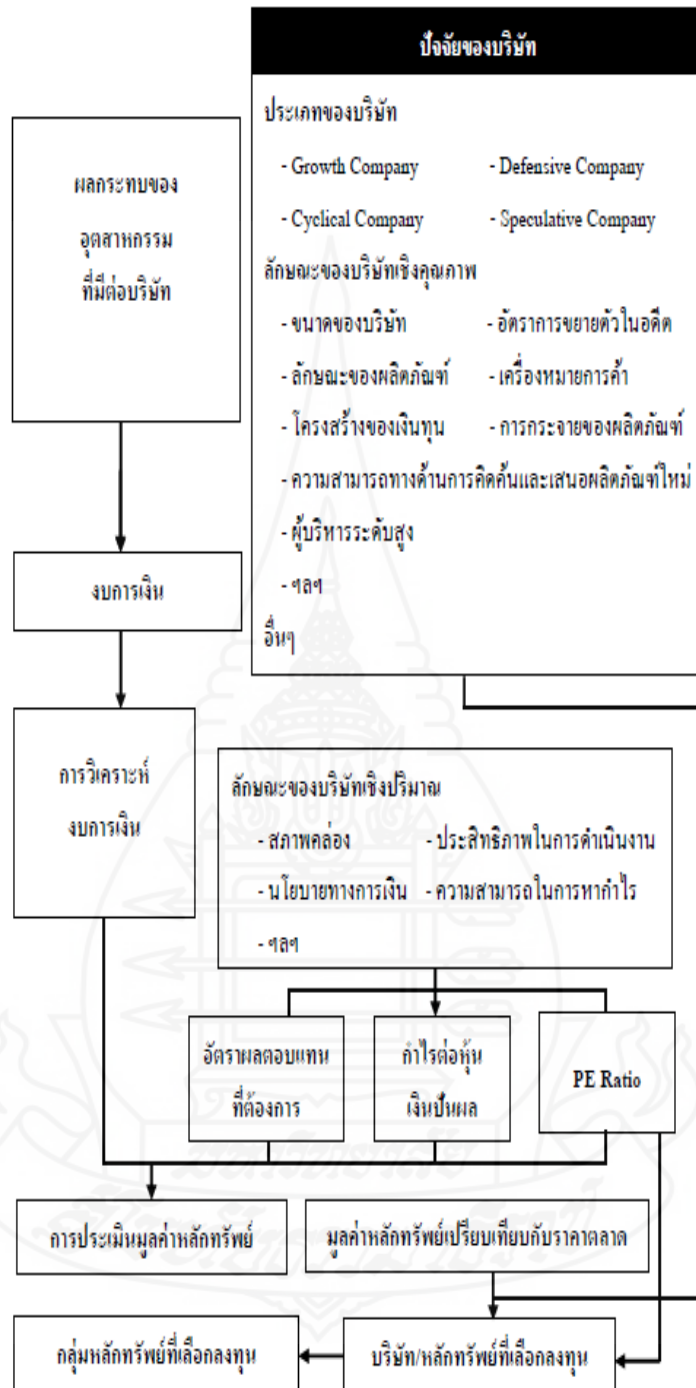 ปัจจัยของบริษัท
ประเภทของบริษัท
- Growth Company - Defensive Company
- Cyclical Company - Speculative Company
ลักษณะของบริษัทเชิงคุณภาพ
- ขนาดของบริษัท - อัตราการขยายตัวในอดีต
- ลักษณะของผลิตภัณฑ์ - เครื่องหมายการค้า
- โครงสร้างของเงินทุน - การกระจายของผลิตภัณฑ์
- ความสามารถทางด้านการคิดค้นและเสนอผลิตภัณฑ์ใหม่
- ผู้บริหารระดับสูง
- ฯลฯ
อื่นๆ
ผลกระทบของ
อุตสาหกรรม
ที่มีต่อบริษัท
งบการเงิน
การวิเคราะห์
งบการเงิน
ลักษณะของบริษัทเชิงปริมาณ
- สภาพคล่อง - ประสิทธิภาพในการดำเนินงาน
- นโยบายทางการเงิน - ความสามารถในการหากำไร
- ฯลฯ
อัตราผลตอบแทน
ที่ต้องการ
กำไรต่อหุ้น
เงินปันผล
PE Ratio
การประเมินมูลค่าหลักทรัพย์
มูลค่าหลักทรัพย์เปรียบเทียบกับราคาตลาด
กลุ่มหลักทรัพย์ที่เลือกลงทุน
บริษัท/หลักทรัพย์ที่เลือกลงทุน